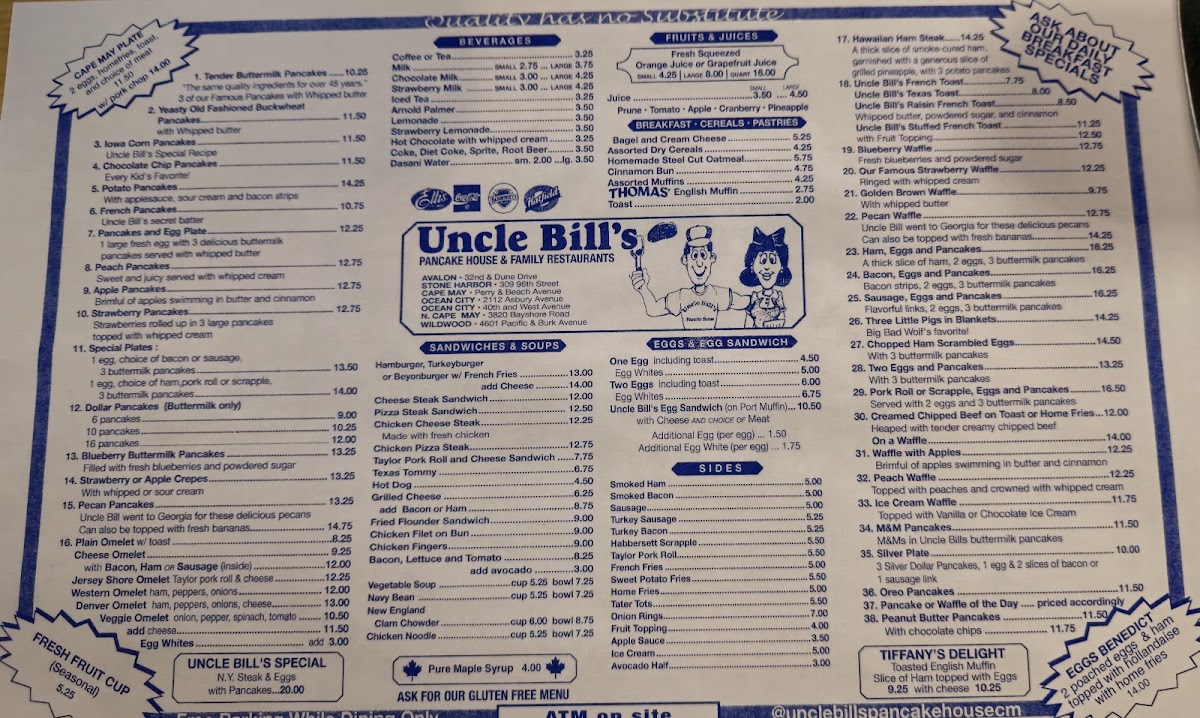 Quality has no Substitute
CAPE MAY PLATE
2 eggs, homefries, toast,
and choice of meat
11.50
w/ pork chop 14.00
1. Tender Buttermilk Pancakes ..... 10.25
"The same quality ingredients for over 48 years."
3 of our Famous Pancakes with Whipped butter
2. Yeasty Old Fashioned Buckwheat
Pancakes 11.50
with Whipped butter
3. Iowa Corn Pancakes 11.50
Uncle Bill's Special Recipe
4. Chocolate Chip Pancakes 11.50
Every Kid's Favorite!
5. Potato Pancakes 14.25
With applesauce, sour cream and bacon strips
6. French Pancakes 10.75
Uncle Bill's secret batter
7. Pancakes and Egg Plate 12.25
1 large fresh egg with 3 delicious buttermilk
pancakes served with whipped butter
8. Peach Pancakes 12.75
Sweet and juicy served with whipped cream
9. Apple Pancakes 12.75
Brimful of apples swimming in butter and cinnamon
10. Strawberry Pancakes 12.75
Strawberries rolled up in 3 large pancakes
topped with whipped cream
11. Special Plates :
1 egg, choice of bacon or sausage,
3 buttermilk pancakes 13.50
1 egg, choice of ham,pork roll or scrapple,
3 buttermilk pancakes 14.00
12. Dollar Pancakes (Buttermilk only)
6 pancakes 9.00
10 pancakes 10.25
16 pancakes 12.00
13. Blueberry Buttermilk Pancakes 13.25
Filled with fresh blueberries and powdered sugar
14. Strawberry or Apple Crepes 13.25
With whipped or sour cream
15. Pecan Pancakes 13.25
Uncle Bill went to Georgia for these delicious pecans
Can also be topped with fresh bananas 14.75
16. Plain Omelet w/ toast 8.25
Cheese Omelet 9.25
with Bacon, Ham or Sausage (inside) 12.00
Jersey Shore Omelet Taylor pork roll & cheese 12.25
Western Omelet ham, peppers, onions 12.00
Denver Omelet ham, peppers, onions, cheese 13.00
Veggie Omelet onion, pepper, spinach, tomato 10.50
add cheese 11.50
Egg Whites add 3.00
FRESH FRUIT CUP
(Seasonal)
5.25
UNCLE BILL'S SPECIAL
N.Y. Steak & Eggs
with Pancakes...20.00
BEVERAGES
Coffee or Tea 3.25
Milk SMALL 2.75 ... LARGE 3.75
Chocolate Milk SMALL 3.00 ... LARGE 4.25
Strawberry Milk SMALL 3.00 ... LARGE 4.25
Iced Tea 3.25
Arnold Palmer 3.50
Lemonade 3.50
Strawberry Lemonade 3.50
Hot Chocolate with whipped cream 3.25
Coke, Diet Coke, Sprite, Root Beer 3.50
Dasani Water sm. 2.00 ...lg. 3.50
Ellis
Coca-Cola
Hatfield
FRUITS & JUICES
Fresh Squeezed
Orange Juice or Grapefruit Juice
SMALL 4.25 | LARGE 8.00 | QUART 16.00
SMALL LARGE
Juice 3.50 ... 4.50
Prune • Tomato • Apple • Cranberry • Pineapple
BREAKFAST • CEREALS • PASTRIES
Bagel and Cream Cheese 5.25
Assorted Dry Cereals 4.25
Homemade Steel Cut Oatmeal 5.75
Cinnamon Bun 4.75
Assorted Muffins 4.25
THOMAS' English Muffin 2.75
Toast 2.00
Uncle Bill's
PANCAKE HOUSE & FAMILY RESTAURANTS
AVALON • 32nd & Dune Drive
STONE HARBOR • 309 96th Street
CAPE MAY • Perry & Beach Avenue
OCEAN CITY • 2112 Asbury Avenue
OCEAN CITY • 40th and West Avenue
N. CAPE MAY • 3820 Bayshore Road
WILDWOOD • 4601 Pacific & Burk Avenue
Uncle Bill's
SANDWICHES & SOUPS
Hamburger, Turkeyburger
or Beyonburger w/ French Fries 13.00
add Cheese 14.00
Cheese Steak Sandwich 12.00
Pizza Steak Sandwich 12.50
Chicken Cheese Steak 12.25
Made with fresh chicken
Chicken Pizza Steak 12.75
Taylor Pork Roll and Cheese Sandwich 7.75
Texas Tommy 6.75
Hot Dog 4.50
Grilled Cheese 6.25
add Bacon or Ham 8.75
Fried Flounder Sandwich 9.00
Chicken Filet on Bun 9.00
Chicken Fingers 9.00
Bacon, Lettuce and Tomato 8.25
add avocado 3.00
Vegetable Soup cup 5.25 bowl 7.25
Navy Bean cup 5.25 bowl 7.25
New England
Clam Chowder cup 6.00 bowl 8.75
Chicken Noodle cup 5.25 bowl 7.25
Pure Maple Syrup 4.00
ASK FOR OUR GLUTEN FREE MENU
EGGS & EGG SANDWICH
One Egg including toast 4.50
Egg Whites 5.00
Two Eggs including toast 6.00
Egg Whites 6.75
Uncle Bill's Egg Sandwich (on Port Muffin) 10.50
with Cheese AND CHOICE OF Meat
Additional Egg (per egg) ... 1.50
Additional Egg White (per egg) ... 1.75
SIDES
Smoked Ham 5.00
Smoked Bacon 5.00
Sausage 5.00
Turkey Sausage 5.25
Turkey Bacon 5.25
Habbersett Scrapple 5.50
Taylor Pork Roll 5.50
French Fries 5.00
Sweet Potato Fries 5.50
Home Fries 5.00
Tater Tots 5.50
Onion Rings 7.00
Fruit Topping 4.00
Apple Sauce 3.50
Ice Cream 5.00
Avocado Half 3.00
ASK ABOUT
OUR DAILY
BREAKFAST
SPECIALS
17. Hawaiian Ham Steak 14.25
A thick slice of smoke-cured ham,
garnished with a generous slice of
grilled pineapple, with 3 potato pancakes
18. Uncle Bill's French Toast 7.75
Uncle Bill's Texas Toast 8.00
Uncle Bill's Raisin French Toast 8.50
Whipped butter, powdered sugar, and cinnamon
Uncle Bill's Stuffed French Toast 11.25
with Fruit Topping 12.50
19. Blueberry Waffle 12.75
Fresh blueberries and powdered sugar
20. Our Famous Strawberry Waffle 12.25
Ringed with whipped cream
21. Golden Brown Waffle 9.75
With whipped butter
22. Pecan Waffle 12.75
Uncle Bill went to Georgia for these delicious pecans
Can also be topped with fresh bananas 14.25
23. Ham, Eggs and Pancakes 16.25
A thick slice of ham, 2 eggs, 3 buttermilk pancakes
24. Bacon, Eggs and Pancakes 16.25
Bacon strips, 2 eggs, 3 buttermilk pancakes
25. Sausage, Eggs and Pancakes 16.25
Flavorful links, 2 eggs, 3 buttermilk pancakes
26. Three Little Pigs in Blankets 14.25
Big Bad Wolf's favorite!
27. Chopped Ham Scrambled Eggs 14.50
With 3 buttermilk pancakes
28. Two Eggs and Pancakes 13.25
With 3 buttermilk pancakes
29. Pork Roll or Scrapple, Eggs and Pancakes 16.50
Served with 2 eggs and 3 buttermilk pancakes
30. Creamed Chipped Beef on Toast or Home Fries 12.00
Heaped with tender creamy chipped beef
On a Waffle 14.00
31. Waffle with Apples 12.25
Brimful of apples swimming in butter and cinnamon
32. Peach Waffle 12.25
Topped with peaches and crowned with whipped cream
33. Ice Cream Waffle 11.75
Topped with Vanilla or Chocolate Ice Cream
34. M&M Pancakes 11.50
M&Ms in Uncle Bills buttermilk pancakes
35. Silver Plate 10.00
3 Silver Dollar Pancakes, 1 egg & 2 slices of bacon or
1 sausage link
36. Oreo Pancakes 11.50
37. Pancake or Waffle of the Day ..... priced accordingly
38. Peanut Butter Pancakes 11.50
With chocolate chips 11.75
TIFFANY'S DELIGHT
Toasted English Muffin
Slice of Ham topped with Eggs
9.25 with cheese 10.25
EGGS BENEDICT
2 poached eggs & ham
topped with hollandaise
with home fries
14.00
Free Parking While Dining Only
ATM on site
@unclebillspancakehousecm